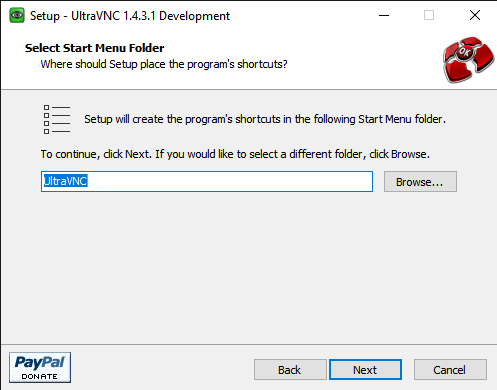 Setup - UltraVNC 1.4.3.1 Development
Select Start Menu Folder
Where should Setup place the program's shortcuts?
OK
Setup will create the program's shortcuts in the following Start Menu folder.
To continue, click Next. If you would like to select a different folder, click Browse.
UltraVNC
Browse...
PayPal
DONATE
Back
Next
Cancel